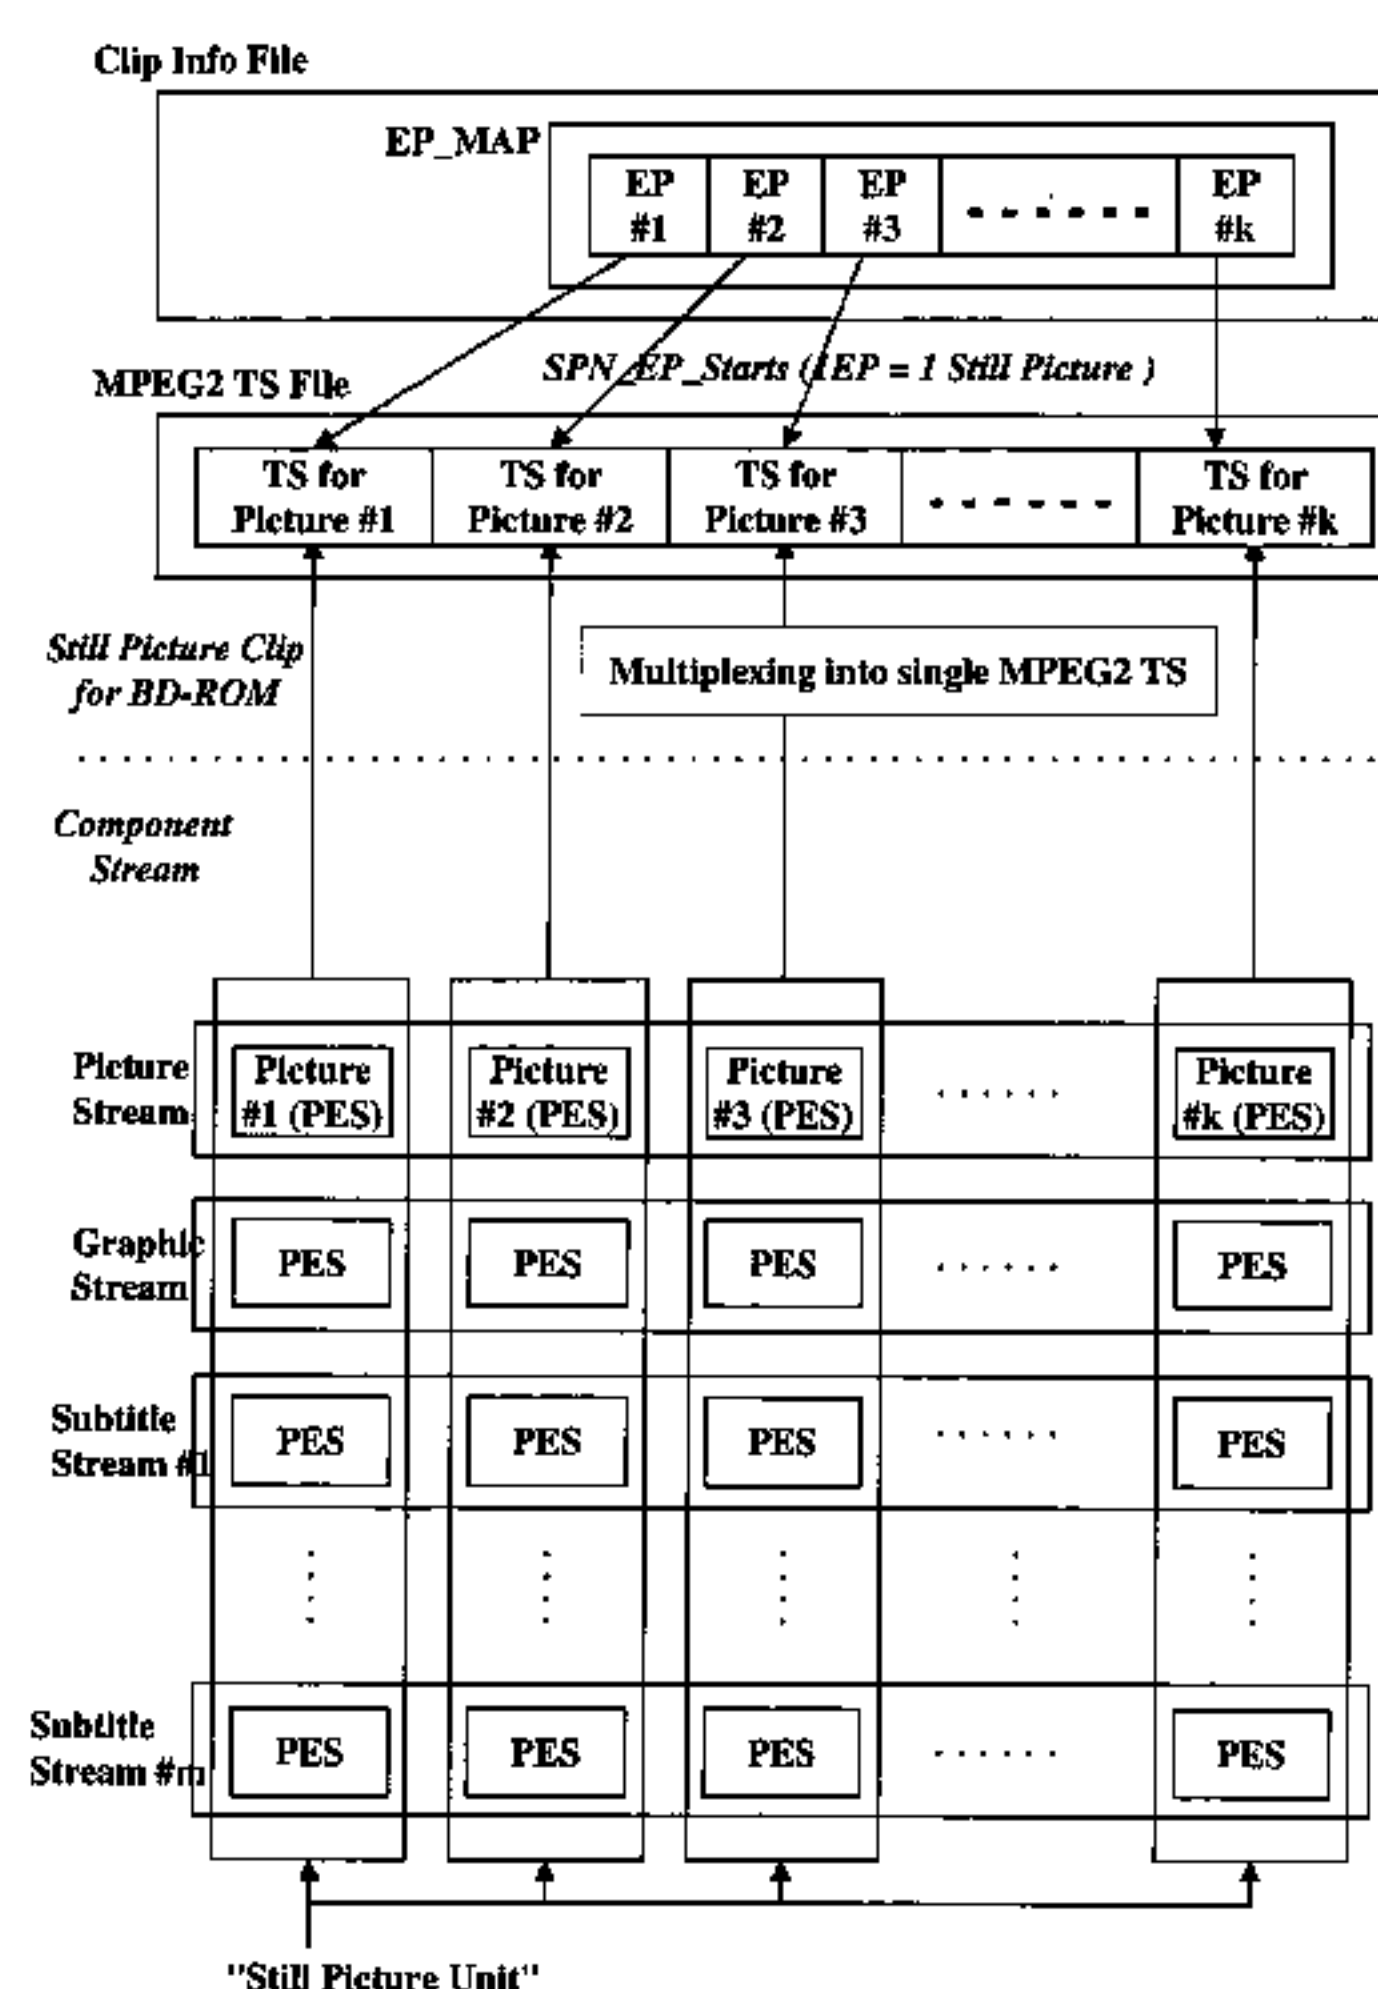 Clip Info File
EP_MAP
EP #1
EP #2
EP #3
EP #k
SPN_EP_Starts (1EP = 1 Still Picture )
MPEG2 TS File
TS for Picture #1
TS for Picture #2
TS for Picture #3
TS for Picture #k
Still Picture Clip
for BD-ROM
Multiplexing into single MPEG2 TS
Component
Stream
Picture
Stream
Picture #1 (PES)
Picture #2 (PES)
Picture #3 (PES)
Picture #k (PES)
Graphic
Stream
PES
PES
PES
PES
Subtitle
Stream #1
PES
PES
PES
PES
Subtitle
Stream #m
PES
PES
PES
PES
"Still Picture Unit"